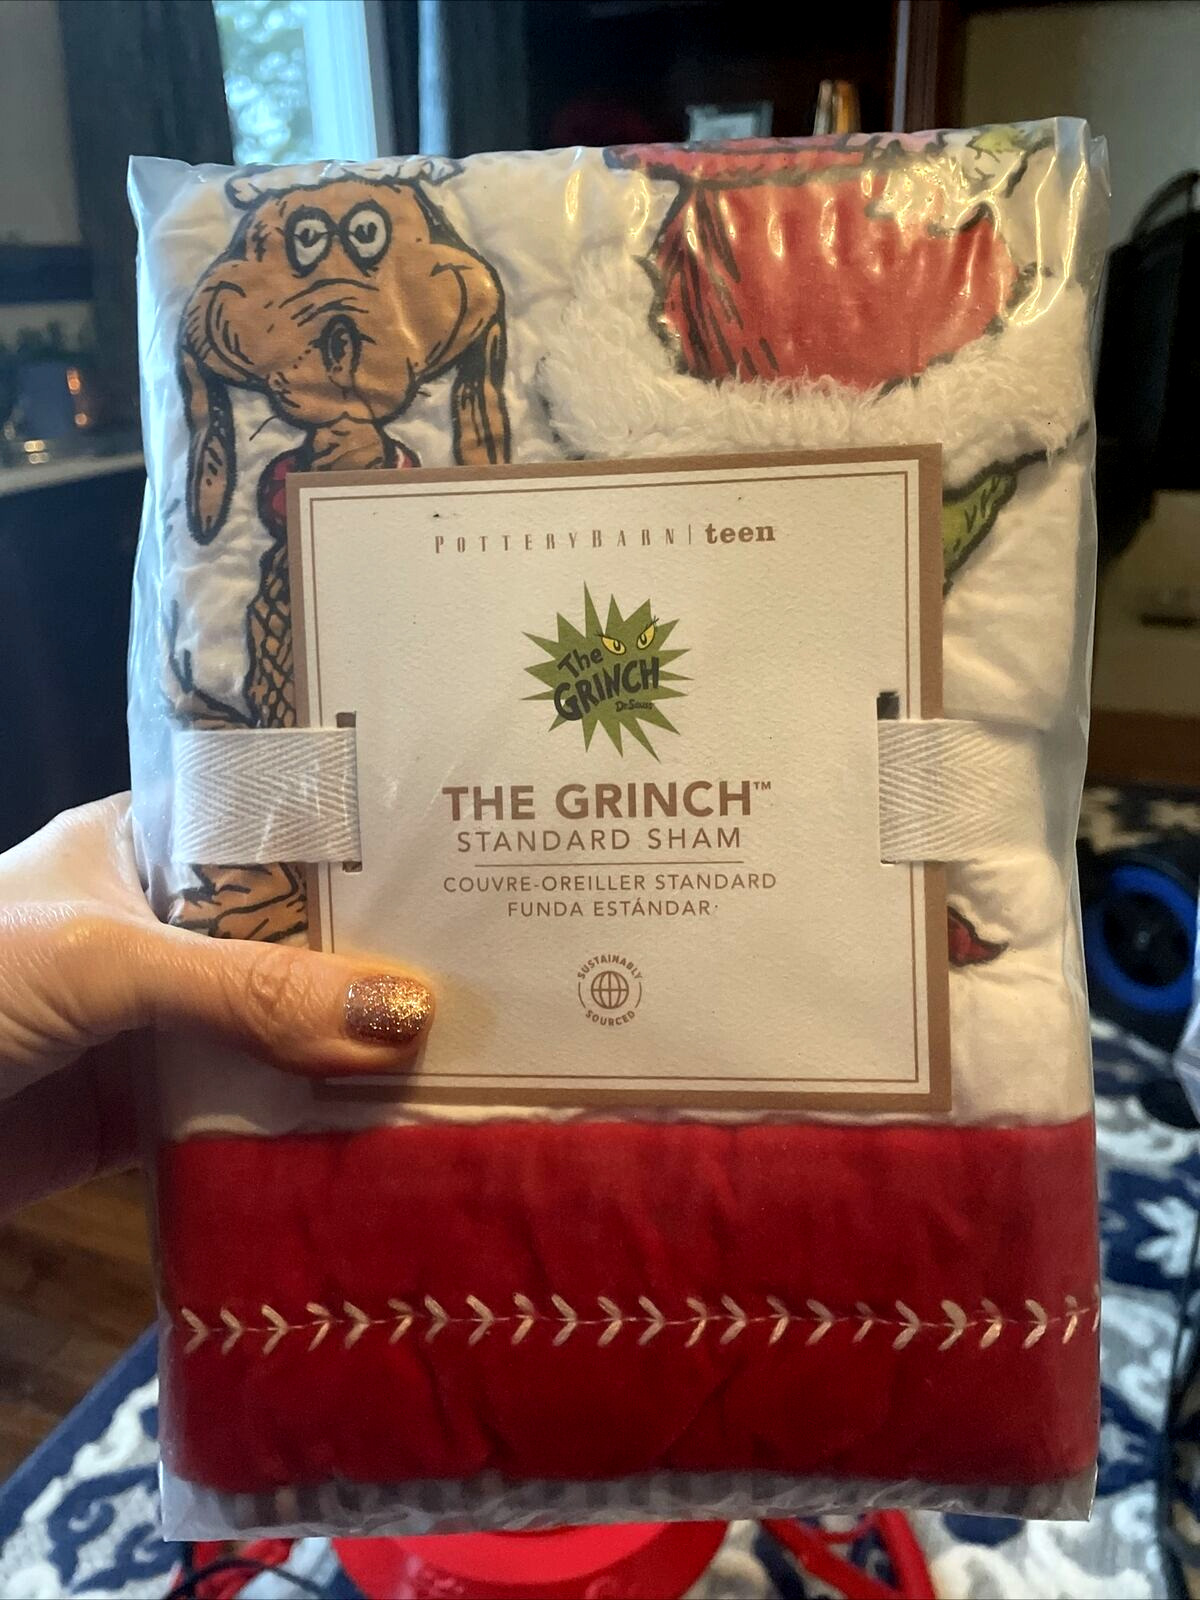 POTTERYBARN | teen
The
GRINCH
Dr. Seuss
THE GRINCH™
STANDARD SHAM
COUVRE-OREILLER STANDARD
FUNDA ESTÁNDAR
SUSTAINABLY
SOURCED